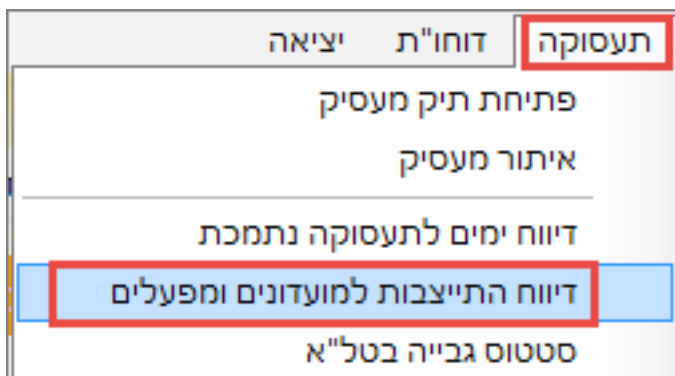 תעסוקה דוחו"ת יציאה
פתיחת תיק מעסיק
איתור מעסיק
דיווח ימים לתעסוקה נתמכת
דיווח התייצבות למועדונים ומפעלים
סטטוס גבייה בטל"א